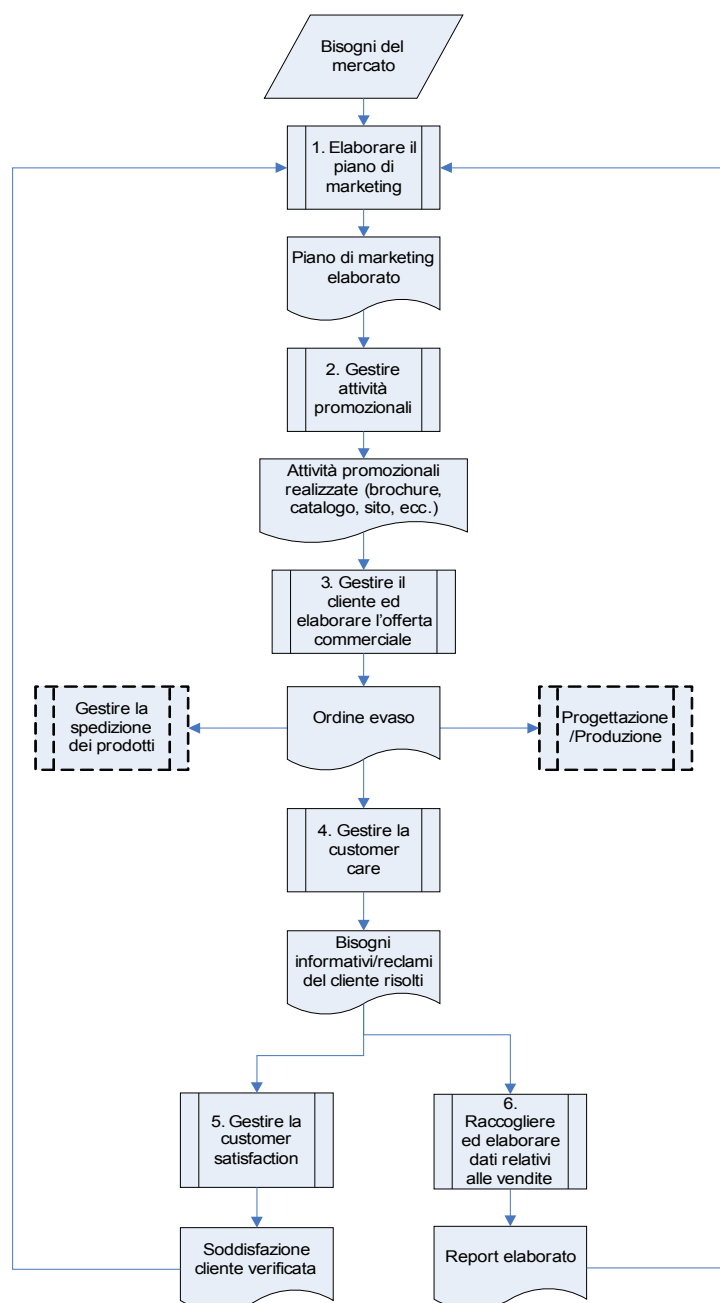 Bisogni del
mercato
1. Elaborare il
piano di
marketing
Piano di marketing
elaborato
2. Gestire
attività
promozionali
Attività promozionali
realizzate (brochure,
catalogo, sito, ecc.)
3. Gestire il
cliente ed
elaborare l'offerta
commerciale
Gestire la
spedizione
dei prodotti
Ordine evaso
Progettazione
/Produzione
4. Gestire la
customer
care
Bisogni
informativi/reclami
del cliente risolti
5. Gestire la
customer
satisfaction
6.
Raccogliere
ed elaborare
dati relativi
alle vendite
Soddisfazione
cliente verificata
Report elaborato